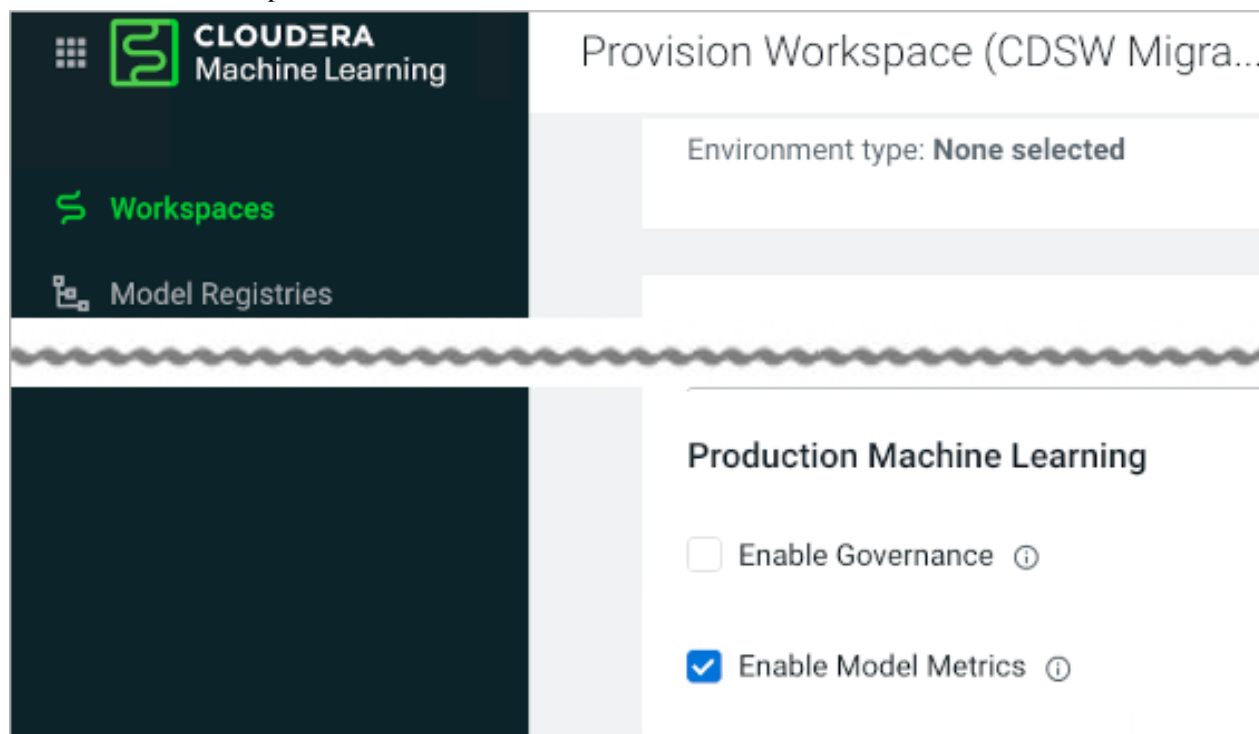 CLOUDERA
Machine Learning
Provision Workspace (CDSW Migra...
Environment type: None selected
Workspaces
Model Registries
Production Machine Learning
Enable Governance
Enable Model Metrics